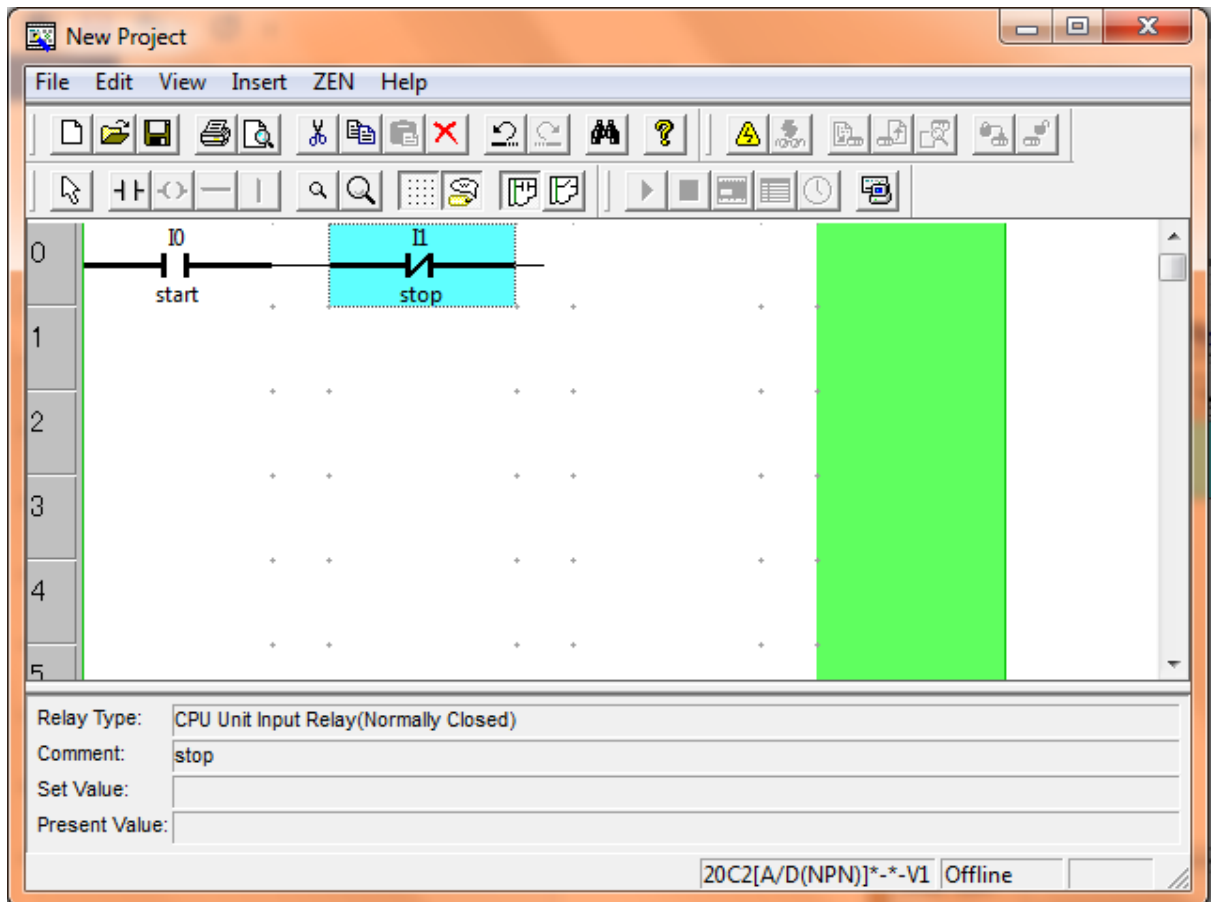 New Project
File Edit View Insert ZEN Help
0
I0 I1
start stop
1
2
3
4
5
Relay Type: CPU Unit Input Relay(Normally Closed)
Comment: stop
Set Value:
Present Value:
20C2[A/D(NPN)]*-*-V1 Offline